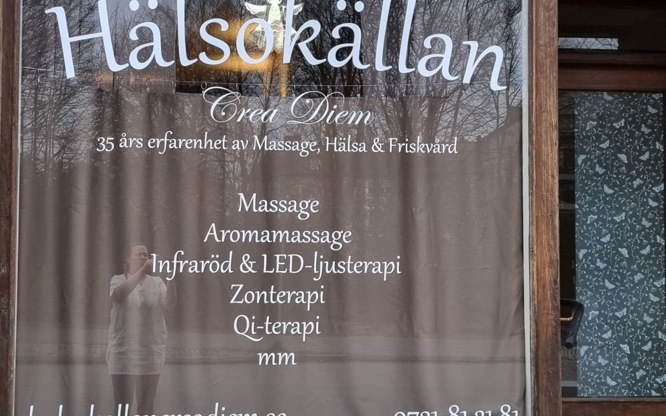 Hälsokällan
Crea Diem
35 års erfarenhet av Massage, Hälsa & Friskvård
Massage
Aromamassage
Infraröd & LED-ljusterapi
Zonterapi
Qi-terapi
mm